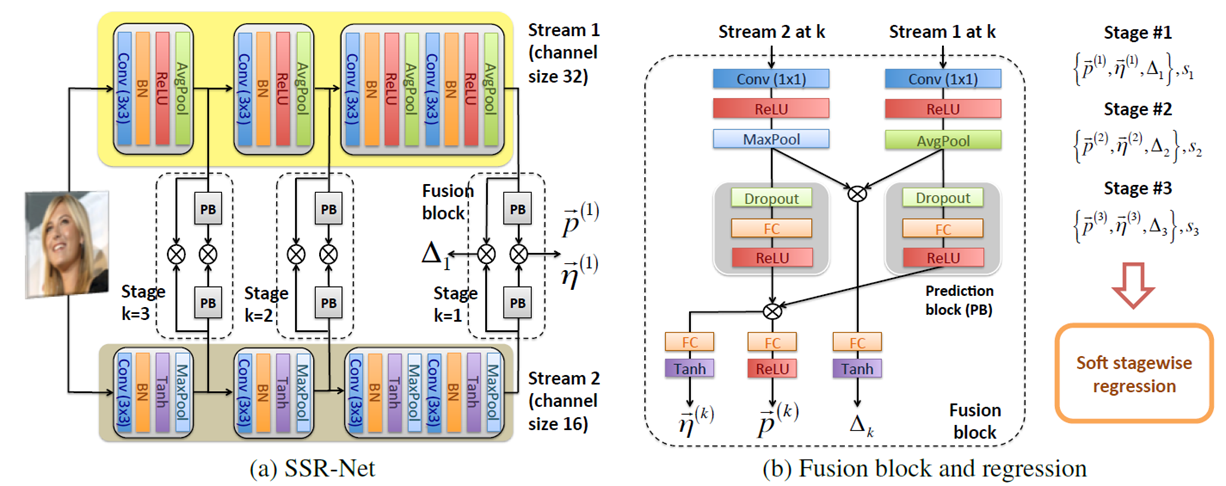 Conv (3x3)
BN
ReLU
AvgPool
Conv (3x3)
BN
ReLU
AvgPool
Conv (3x3)
BN
ReLU
AvgPool
Conv (3x3)
BN
ReLU
AvgPool
Stream 1
(channel
size 32)
PB
PB
PB
Fusion
block
Δ₁
p⃗⁽¹⁾
η⃗⁽¹⁾
PB
PB
PB
Stage
k=3
Stage
k=2
Stage
k=1
Conv (3x3)
BN
Tanh
MaxPool
Conv (3x3)
BN
Tanh
MaxPool
Conv (3x3)
BN
Tanh
MaxPool
Conv (3x3)
BN
Tanh
MaxPool
Stream 2
(channel
size 16)
(a) SSR-Net
Stream 2 at k
Stream 1 at k
Conv (1x1)
Conv (1x1)
ReLU
ReLU
MaxPool
AvgPool
Dropout
Dropout
FC
FC
ReLU
ReLU
Prediction
block (PB)
FC
FC
FC
Tanh
ReLU
Tanh
η⃗⁽ᵏ⁾
p⃗⁽ᵏ⁾
Δₖ
Fusion
block
Stage #1
{p⃗⁽¹⁾, η⃗⁽¹⁾, Δ₁}, s₁
Stage #2
{p⃗⁽²⁾, η⃗⁽²⁾, Δ₂}, s₂
Stage #3
{p⃗⁽³⁾, η⃗⁽³⁾, Δ₃}, s₃
Soft stagewise
regression
(b) Fusion block and regression